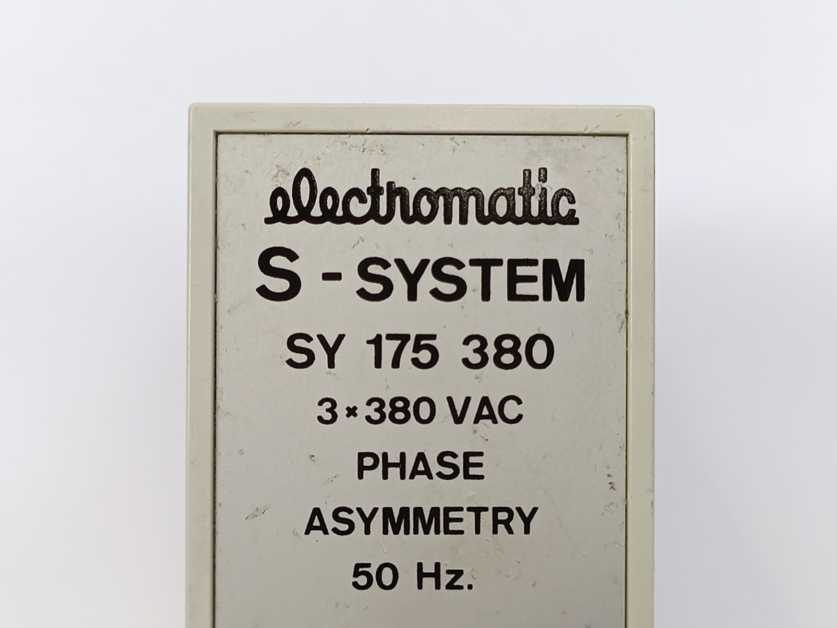 electromatic
S - SYSTEM
SY 175 380
3 × 380 VAC
PHASE
ASYMMETRY
50 Hz.